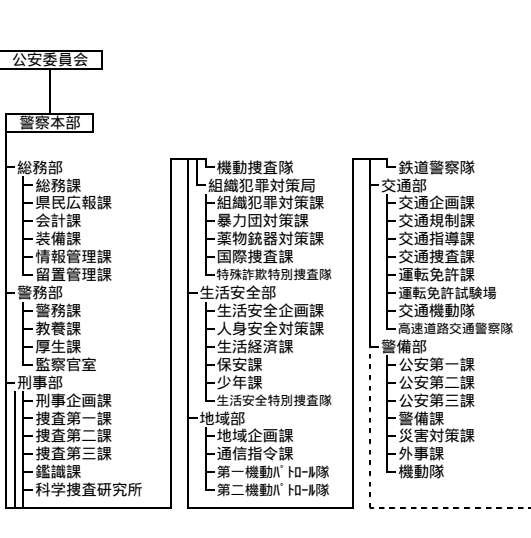 公安委員会
警察本部
総務部
総務課
県民広報課
会計課
装備課
情報管理課
留置管理課
警務部
警務課
教養課
厚生課
監察官室
刑事部
刑事企画課
捜査第一課
捜査第二課
捜査第三課
鑑識課
科学捜査研究所
機動捜査隊
組織犯罪対策局
組織犯罪対策課
暴力団対策課
薬物銃器対策課
国際捜査課
特殊詐欺特別捜査隊
生活安全部
生活安全企画課
人身安全対策課
生活経済課
保安課
少年課
生活安全特別捜査隊
地域部
地域企画課
通信指令課
第一機動ﾊﾟﾄﾛｰﾙ隊
第二機動ﾊﾟﾄﾛｰﾙ隊
鉄道警察隊
交通部
交通企画課
交通規制課
交通指導課
交通捜査課
運転免許課
運転免許試験場
交通機動隊
高速道路交通警察隊
警備部
公安第一課
公安第二課
公安第三課
警備課
災害対策課
外事課
機動隊